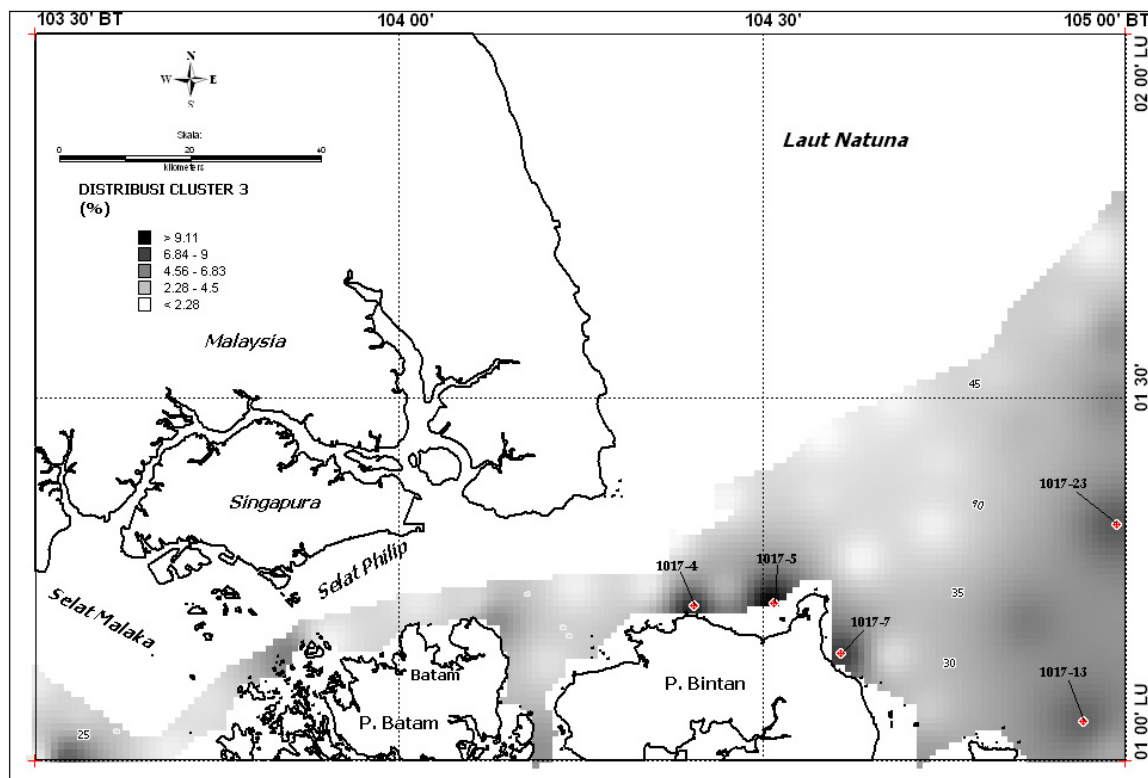 103 30' BT
104 00'
104 30'
105 00' BT
N
W
E
S
Skala:
0
20
40
kilometers
DISTRIBUSI CLUSTER 3
(%)
> 9.11
6.84 - 9
4.56 - 6.83
2.28 - 4.5
< 2.28
Laut Natuna
02 00' LU
Malaysia
45
01 30'
1017-23
Singapura
Selat Philip
1017-4
1017-5
35
Selat Malaka
1017-7
30
Batam
P. Bintan
1017-13
P. Batam
25
01 00' LU